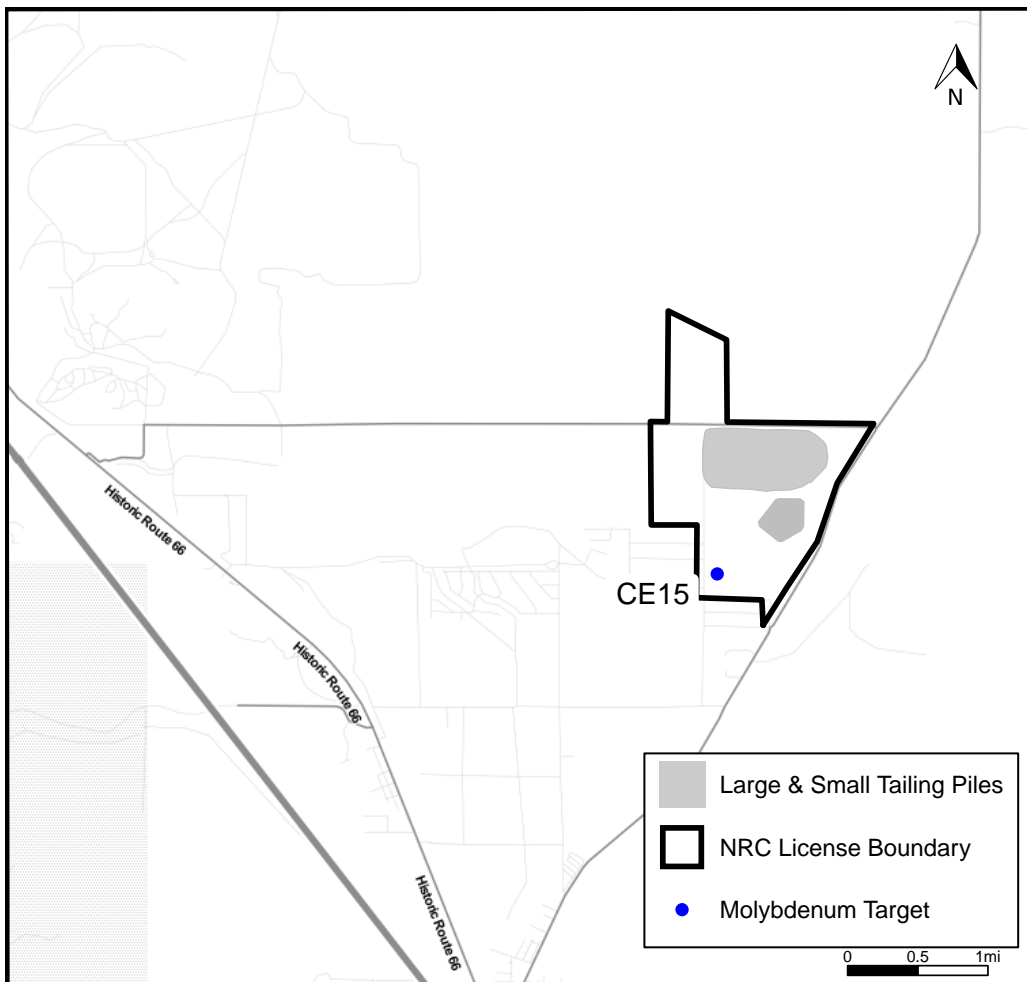 N
Historic Route 66
CE15
Historic Route 66
Historic Route 66
Large & Small Tailing Piles
NRC License Boundary
Molybdenum Target
0 0.5 1mi